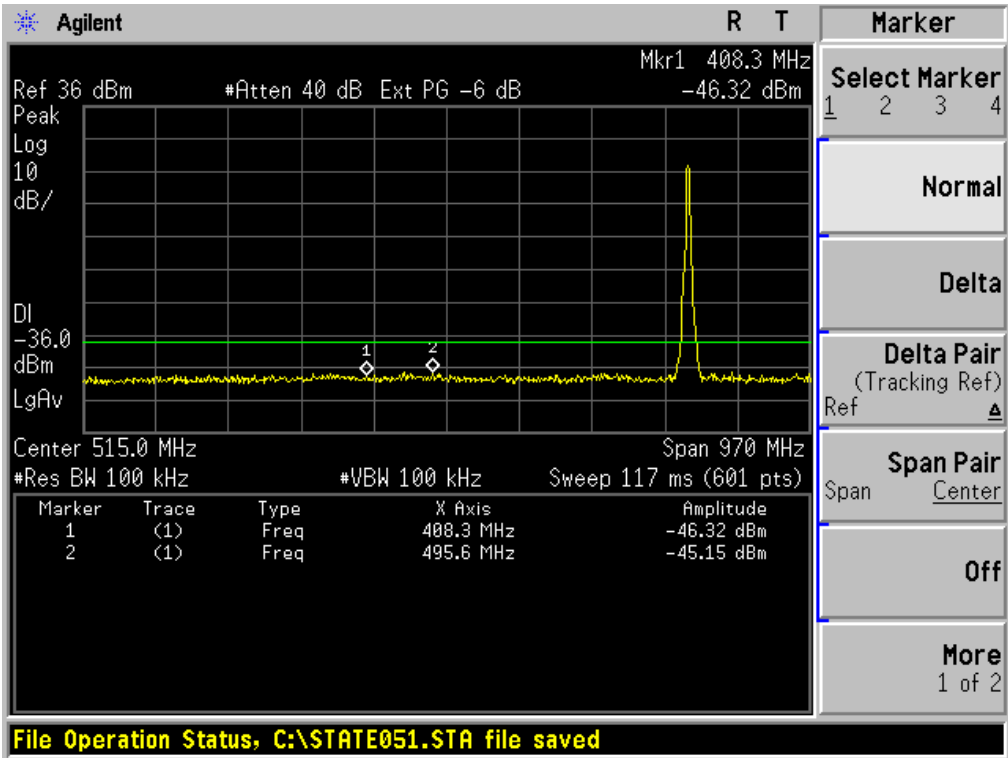 Agilent
R T
Marker
Mkr1 408.3 MHz
Ref 36 dBm #Atten 40 dB Ext PG -6 dB -46.32 dBm
Peak
Log
10
dB/
DI
-36.0
dBm
LgAv
1
2
Center 515.0 MHz Span 970 MHz
#Res BW 100 kHz #VBW 100 kHz Sweep 117 ms (601 pts)
Marker Trace Type X Axis Amplitude
1 (1) Freq 408.3 MHz -46.32 dBm
2 (1) Freq 495.6 MHz -45.15 dBm
Select Marker
1 2 3 4
Normal
Delta
Delta Pair
(Tracking Ref)
Ref Δ
Span Pair
Span Center
Off
More
1 of 2
File Operation Status, C:\STATE051.STA file saved